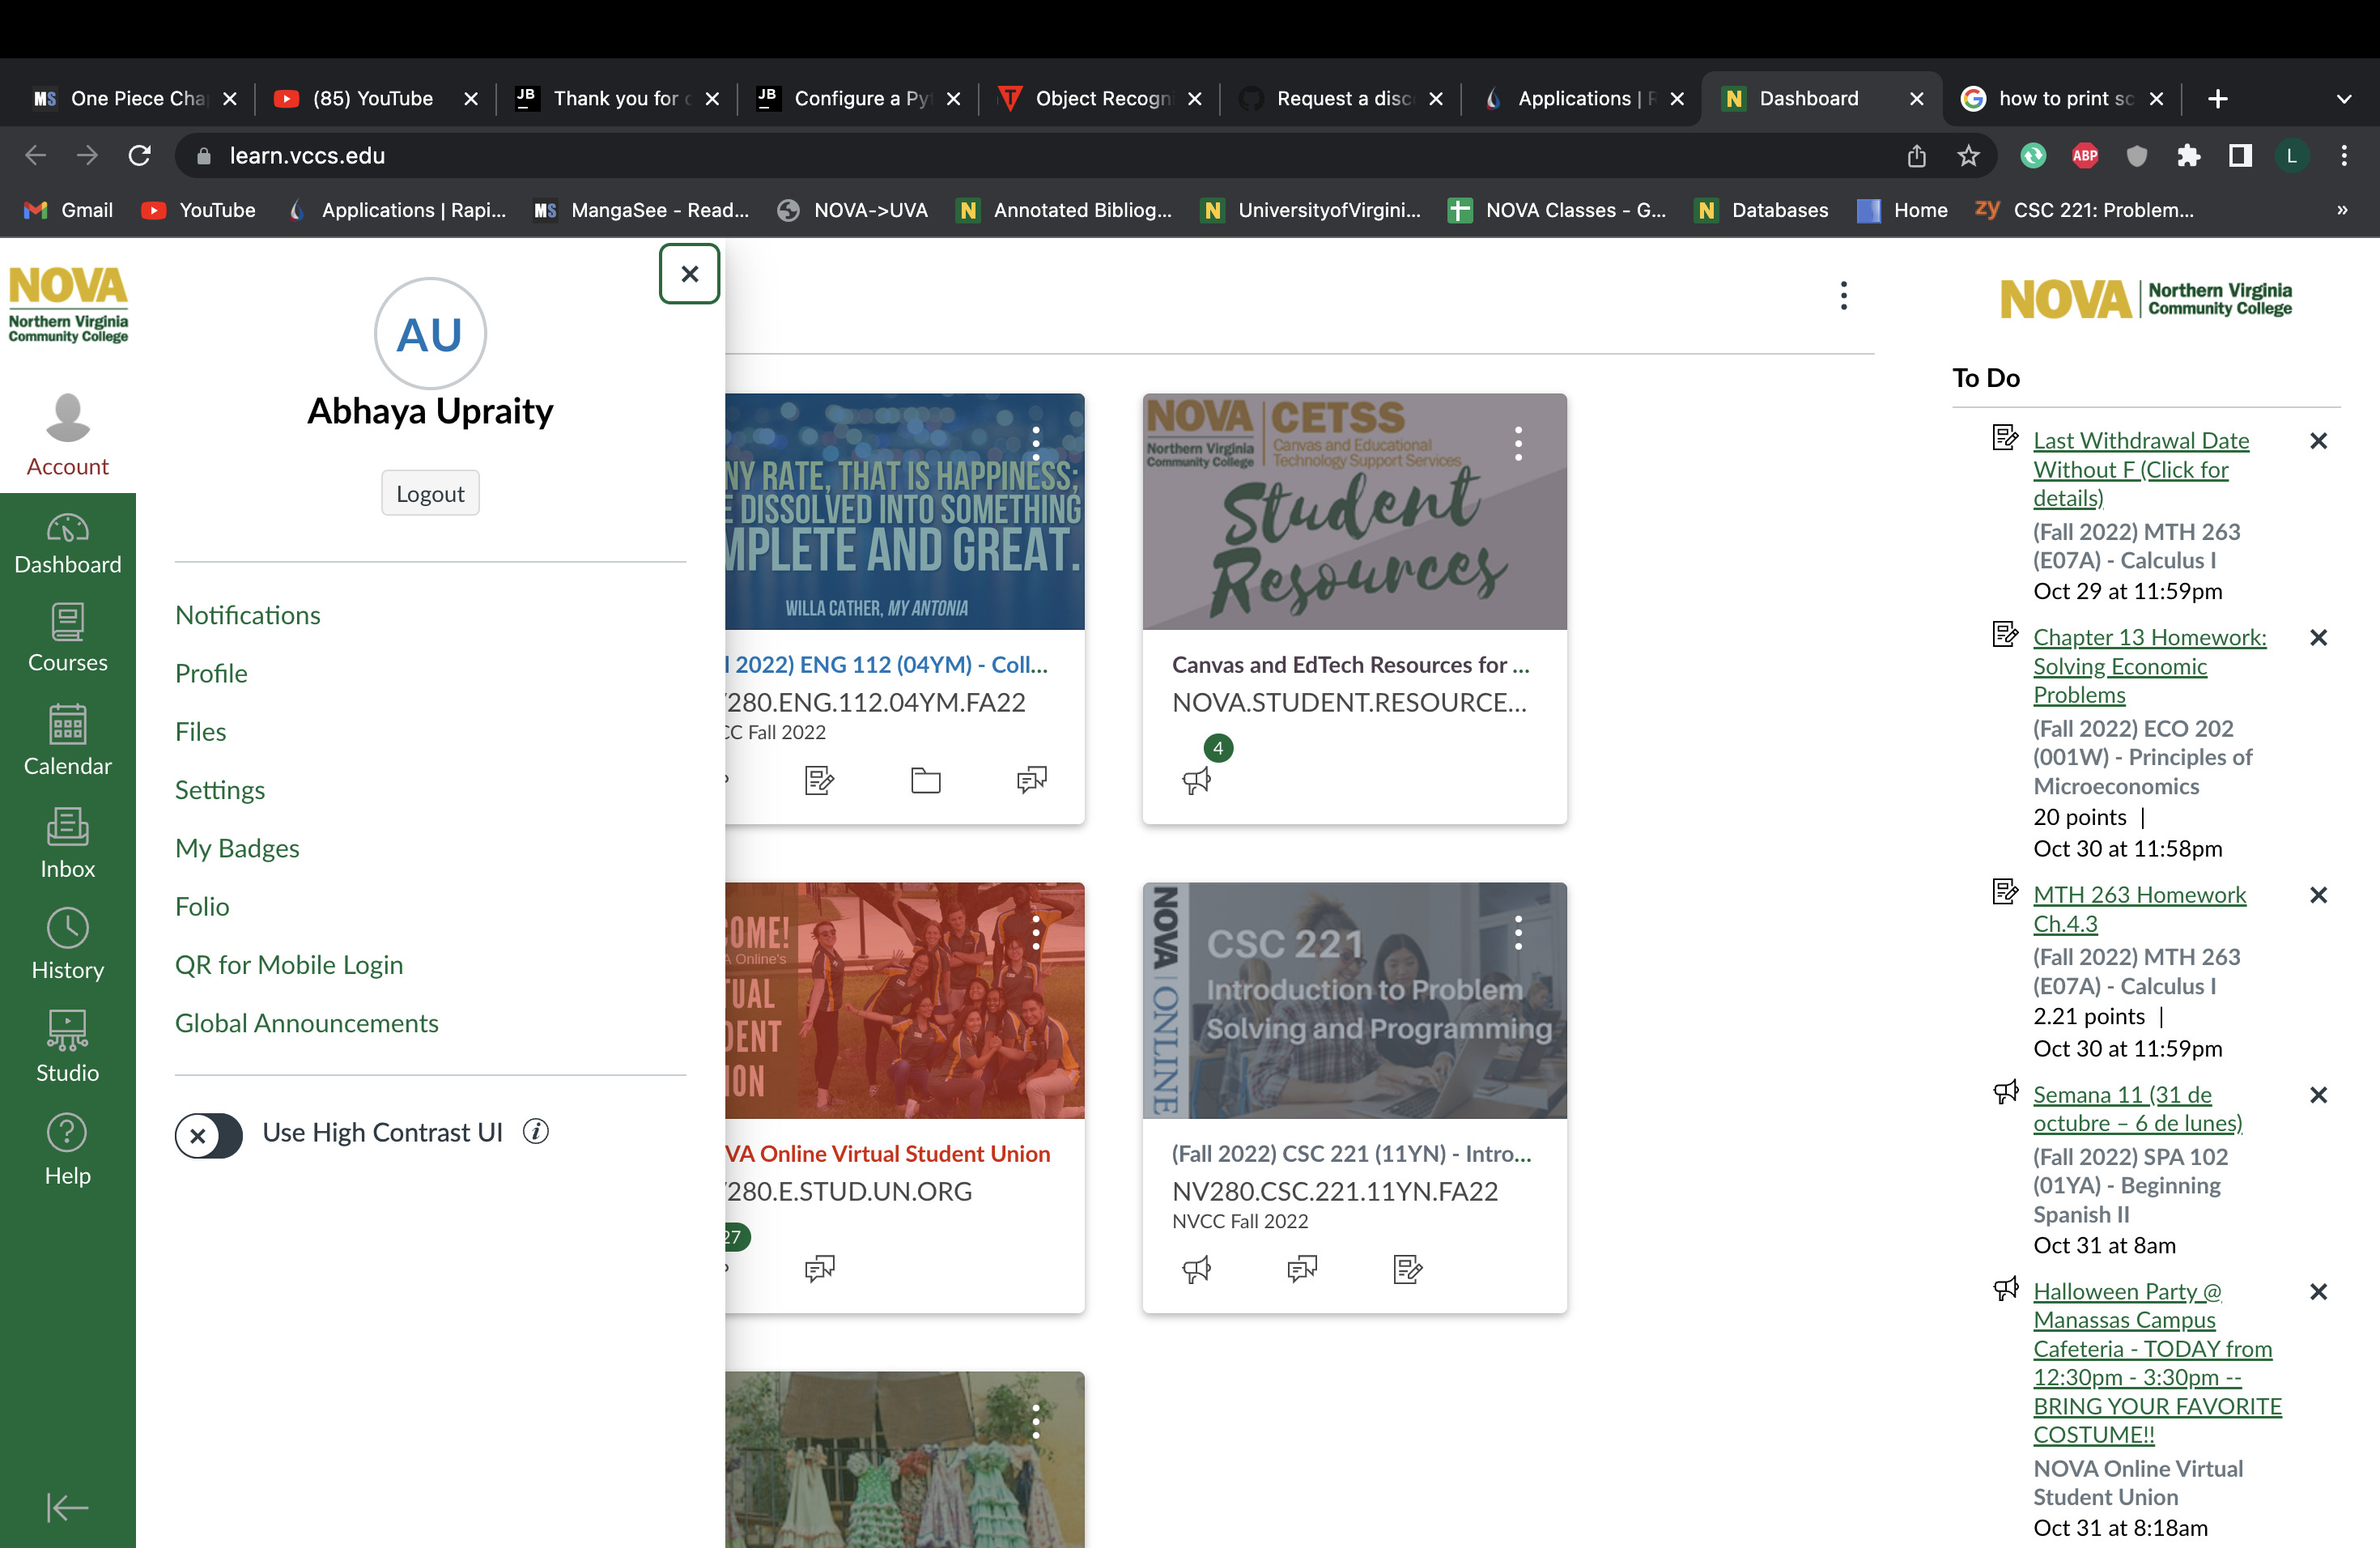 MS One Piece Cha
(85) YouTube
JB Thank you for
JB Configure a Py
Object Recogn
Request a disc
Applications |
N Dashboard
how to print sc
learn.vccs.edu
ABP
L
Gmail
YouTube
Applications | Rapi...
MS MangaSee - Read...
NOVA->UVA
N Annotated Bibliog...
N UniversityofVirgini...
NOVA Classes - G...
N Databases
Home
zy CSC 221: Problem...
»
NOVA
Northern Virginia
Community College
Account
Dashboard
Courses
Calendar
Inbox
History
Studio
Help
AU
Abhaya Upraity
Logout
Notifications
Profile
Files
Settings
My Badges
Folio
QR for Mobile Login
Global Announcements
Use High Contrast UI
NY RATE, THAT IS HAPPINESS;
E DISSOLVED INTO SOMETHING
MPLETE AND GREAT.
WILLA CATHER, MY ANTONIA
l 2022) ENG 112 (04YM) - Coll...
280.ENG.112.04YM.FA22
CC Fall 2022
NOVA CETSS
Northern Virginia
Community College
Canvas and Educational
Technology Support Services
Student
Resources
Canvas and EdTech Resources for ...
NOVA.STUDENT.RESOURCE...
4
OME!
A Online's
TUAL
DENT
ION
VA Online Virtual Student Union
280.E.STUD.UN.ORG
27
NOVA | ONLINE
CSC 221
Introduction to Problem
Solving and Programming
(Fall 2022) CSC 221 (11YN) - Intro...
NV280.CSC.221.11YN.FA22
NVCC Fall 2022
NOVA Northern Virginia
Community College
To Do
Last Withdrawal Date
Without F (Click for
details)
(Fall 2022) MTH 263
(E07A) - Calculus I
Oct 29 at 11:59pm
Chapter 13 Homework:
Solving Economic
Problems
(Fall 2022) ECO 202
(001W) - Principles of
Microeconomics
20 points |
Oct 30 at 11:58pm
MTH 263 Homework
Ch.4.3
(Fall 2022) MTH 263
(E07A) - Calculus I
2.21 points |
Oct 30 at 11:59pm
Semana 11 (31 de
octubre – 6 de lunes)
(Fall 2022) SPA 102
(01YA) - Beginning
Spanish II
Oct 31 at 8am
Halloween Party @
Manassas Campus
Cafeteria - TODAY from
12:30pm - 3:30pm --
BRING YOUR FAVORITE
COSTUME!!
NOVA Online Virtual
Student Union
Oct 31 at 8:18am